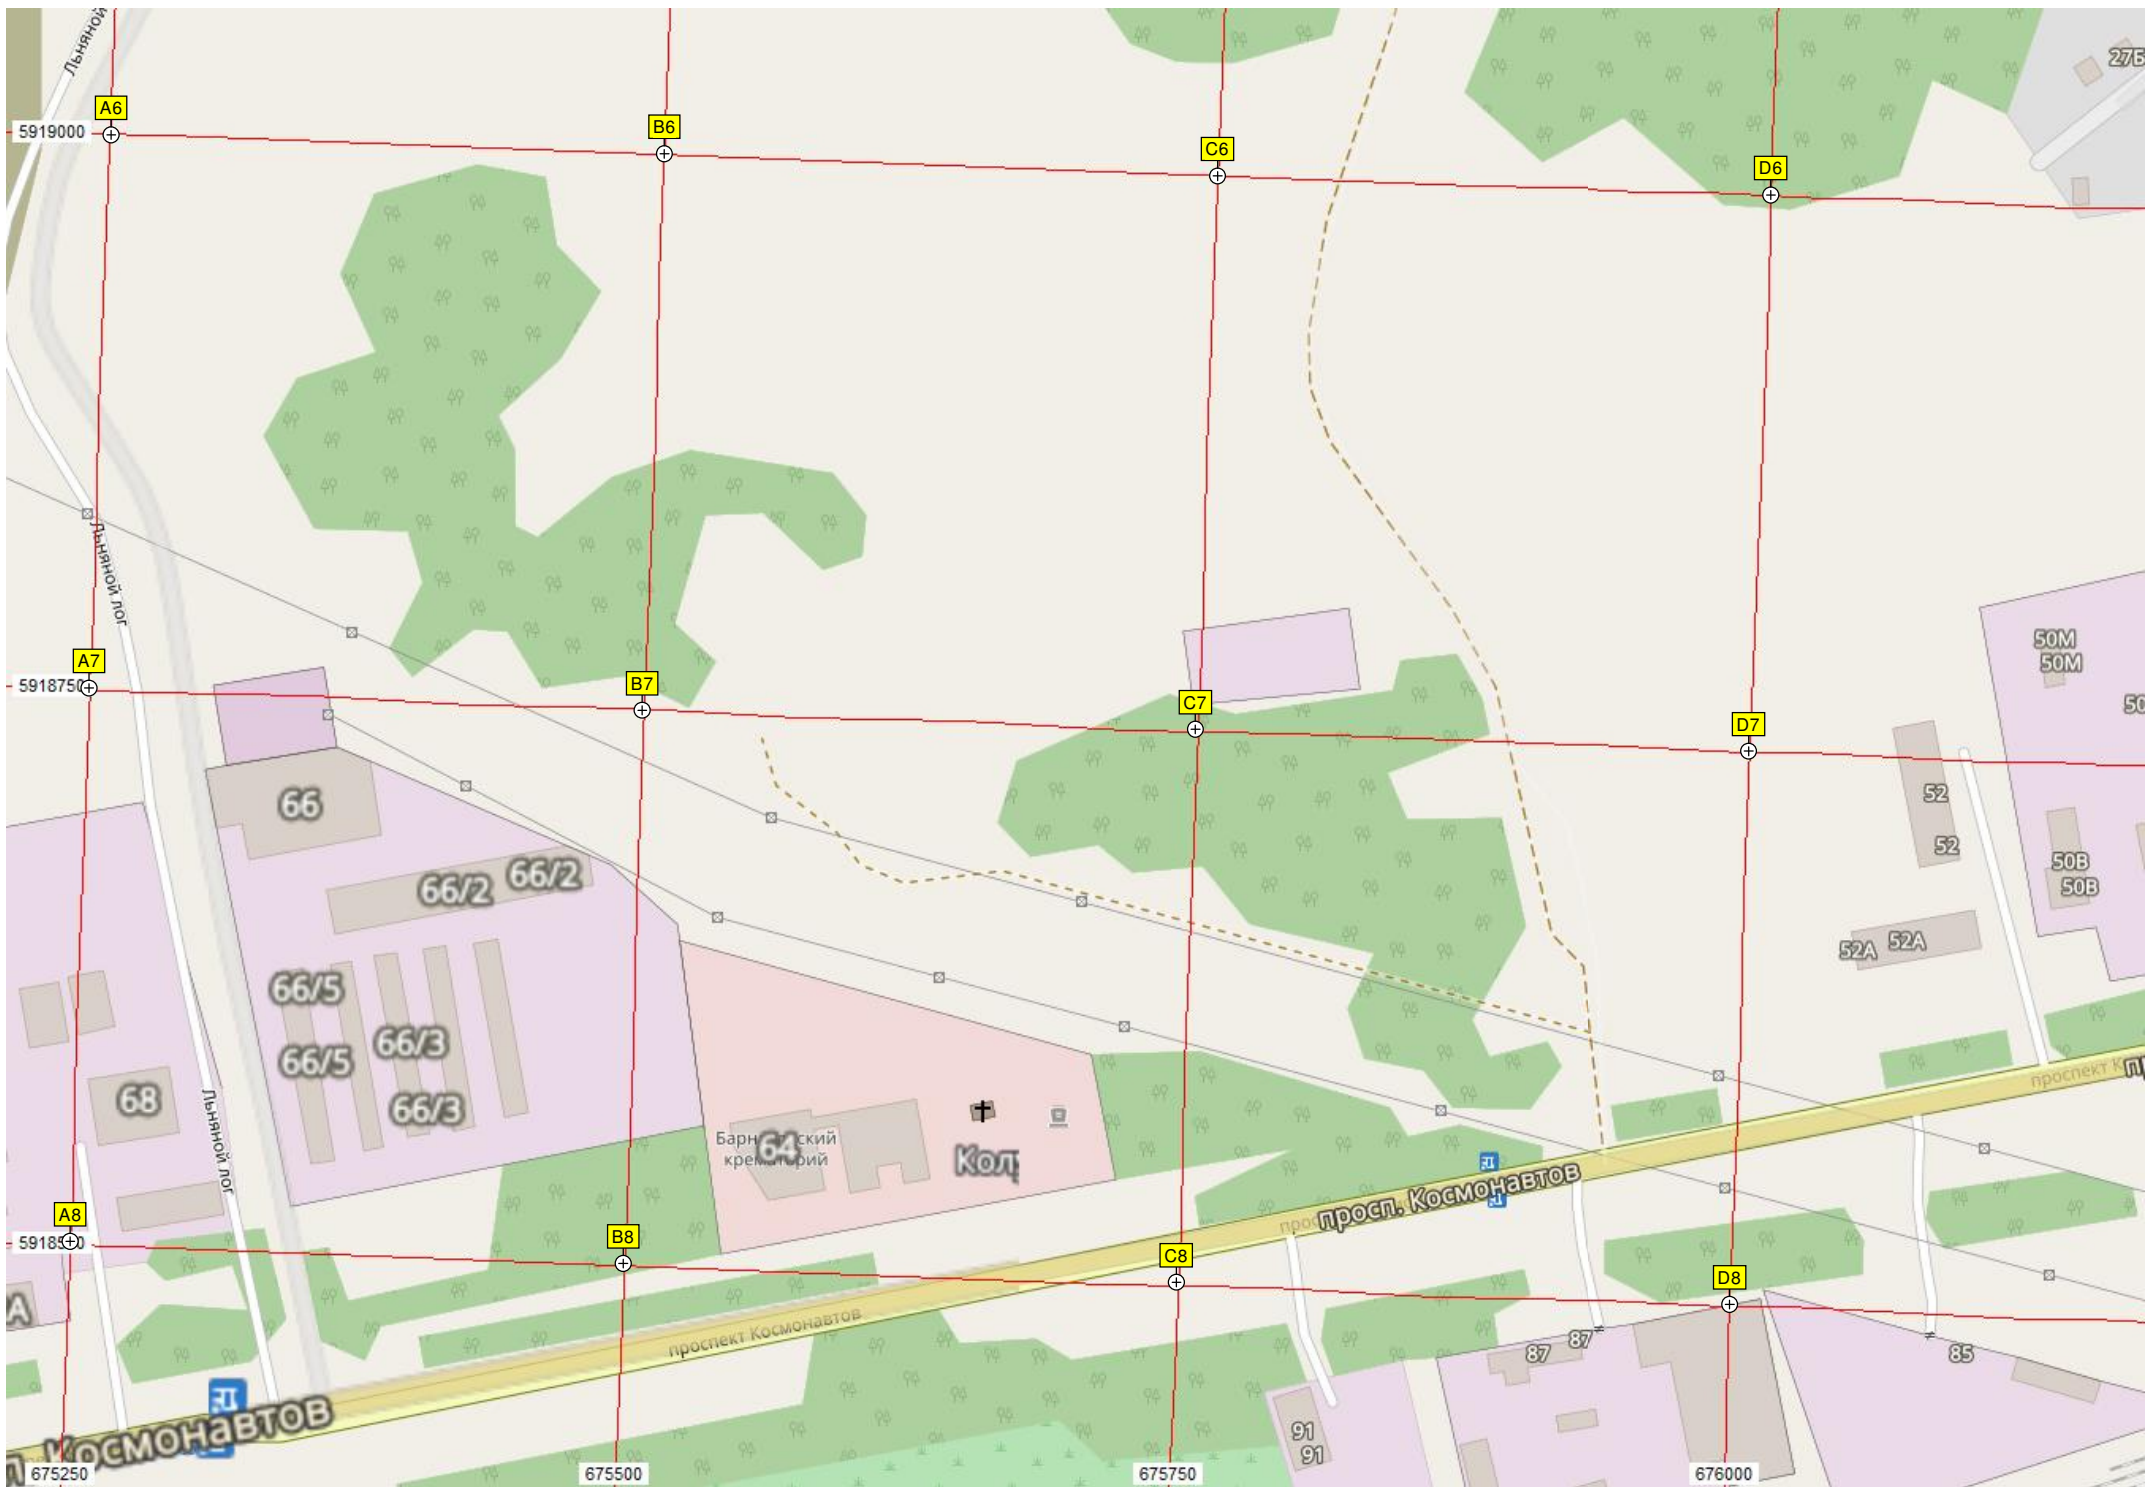 Льняной
27Б
A6
5919000
B6
C6
D6
Льняной лог
50М
50М
A7
5918750
B7
C7
D7
50
66
52
52
66/2
66/2
50В
50В
52А
52А
66/5
66/3
66/5
66/3
68
Льняной лог
64
Кол
просп. Космонавтов
проспект К
A8
B8
C8
D8
проспект Космонавтов
87
87
85
А
91
91
Космонавтов
675250
675500
675750
676000